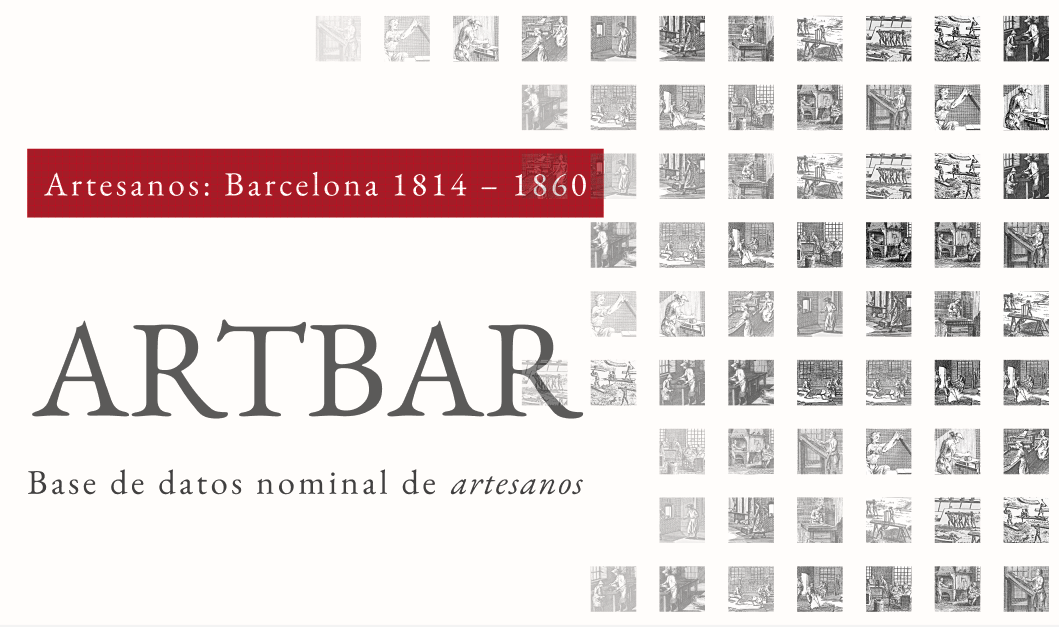 Artesanos: Barcelona 1814 – 1860
ARTBAR
Base de datos nominal de artesanos